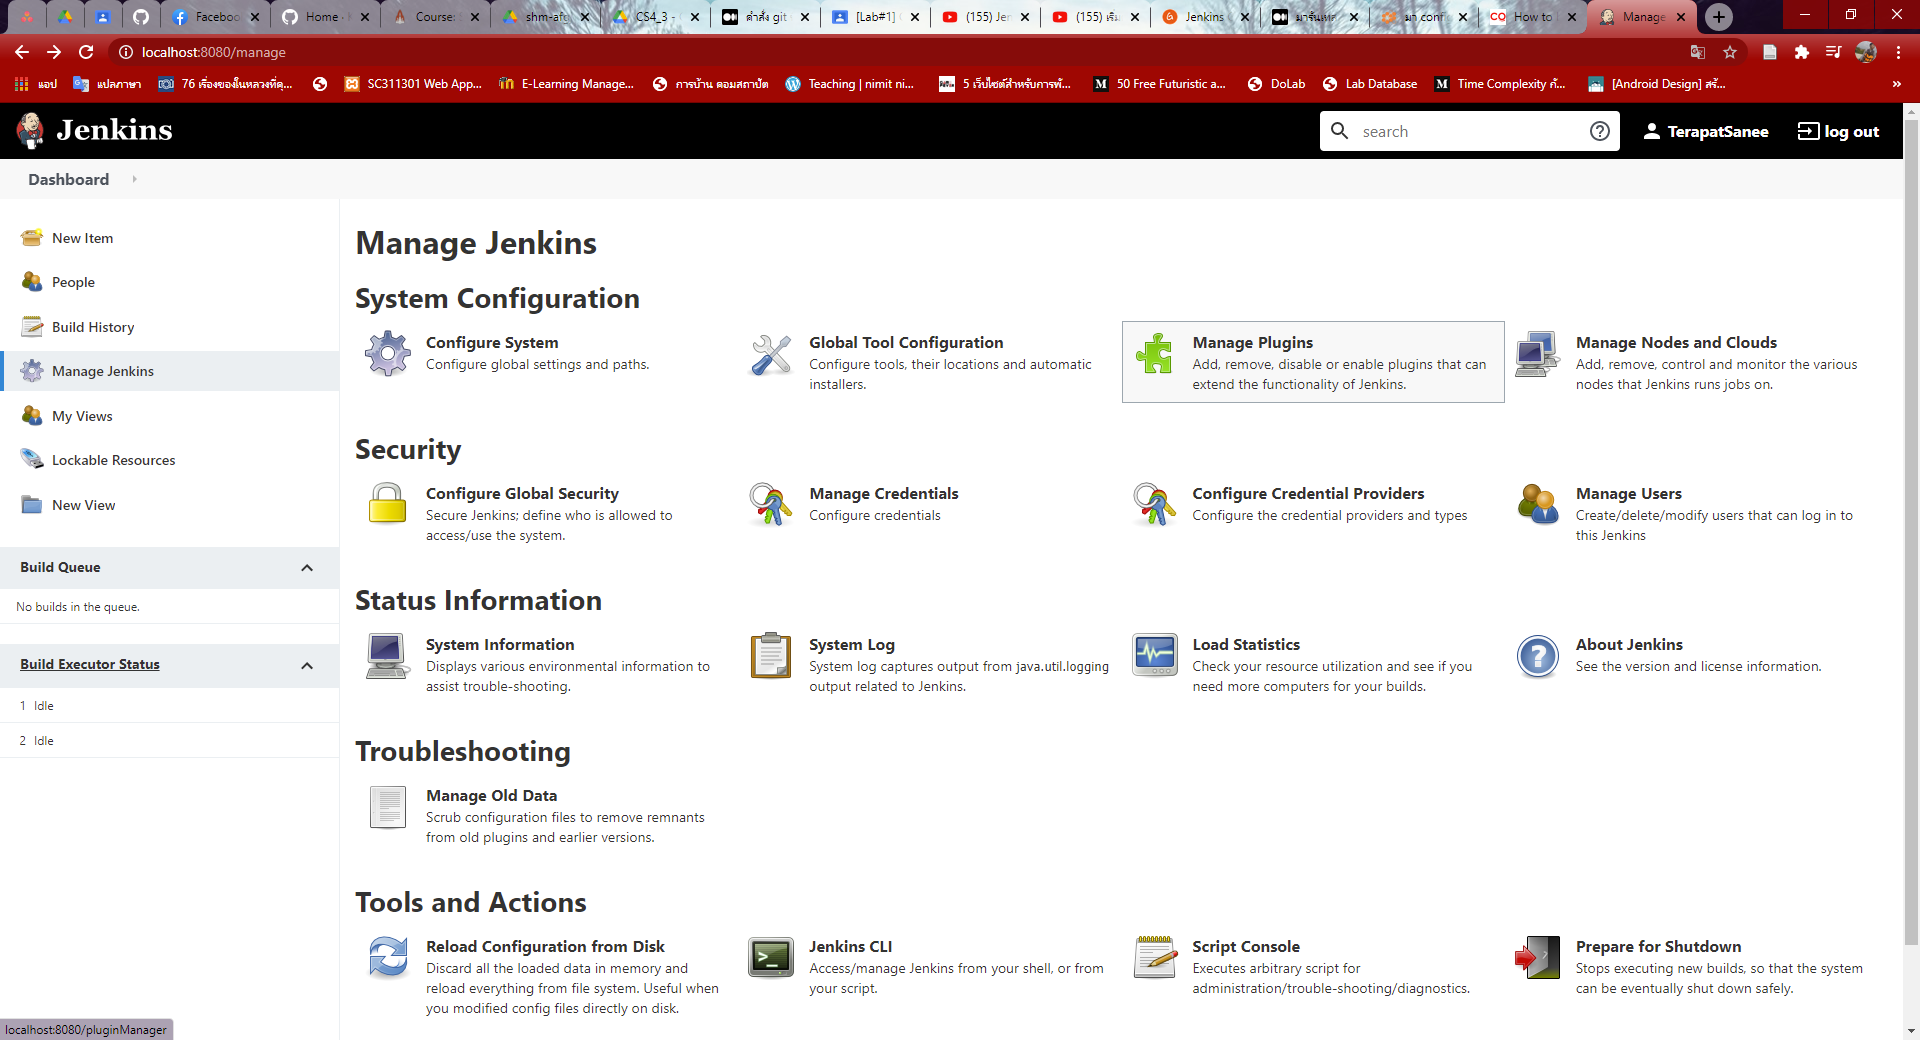 Faceboo
Home -
Course:
shm-afg
CS4_3 -
คำสั่ง git
[Lab#1]
(155) Jen
(155) เริ่ม
Jenkins
มา config
How to
Manage
localhost:8080/manage
แอป
แปลภาษา
76 เรื่องของในหลวงที่คุ...
SC311301 Web App...
E-Learning Manage...
การบ้าน คอมสถาปัต
Teaching | nimit ni...
5 เว็บไซต์สำหรับการฟั...
50 Free Futuristic a...
DoLab
Lab Database
Time Complexity คั...
[Android Design] สร้...
Jenkins
search
TerapatSanee
log out
Dashboard
New Item
People
Build History
Manage Jenkins
My Views
Lockable Resources
New View
Build Queue
No builds in the queue.
Build Executor Status
1 Idle
2 Idle
Manage Jenkins
System Configuration
Configure System
Configure global settings and paths.
Global Tool Configuration
Configure tools, their locations and automatic
installers.
Manage Plugins
Add, remove, disable or enable plugins that can
extend the functionality of Jenkins.
Manage Nodes and Clouds
Add, remove, control and monitor the various
nodes that Jenkins runs jobs on.
Security
Configure Global Security
Secure Jenkins; define who is allowed to
access/use the system.
Manage Credentials
Configure credentials
Configure Credential Providers
Configure the credential providers and types
Manage Users
Create/delete/modify users that can log in to
this Jenkins
Status Information
System Information
Displays various environmental information to
assist trouble-shooting.
System Log
System log captures output from java.util.logging
output related to Jenkins.
Load Statistics
Check your resource utilization and see if you
need more computers for your builds.
About Jenkins
See the version and license information.
Troubleshooting
Manage Old Data
Scrub configuration files to remove remnants
from old plugins and earlier versions.
Tools and Actions
Reload Configuration from Disk
Discard all the loaded data in memory and
reload everything from file system. Useful when
you modified config files directly on disk.
Jenkins CLI
Access/manage Jenkins from your shell, or from
your script.
Script Console
Executes arbitrary script for
administration/trouble-shooting/diagnostics.
Prepare for Shutdown
Stops executing new builds, so that the system
can be eventually shut down safely.
localhost:8080/pluginManager